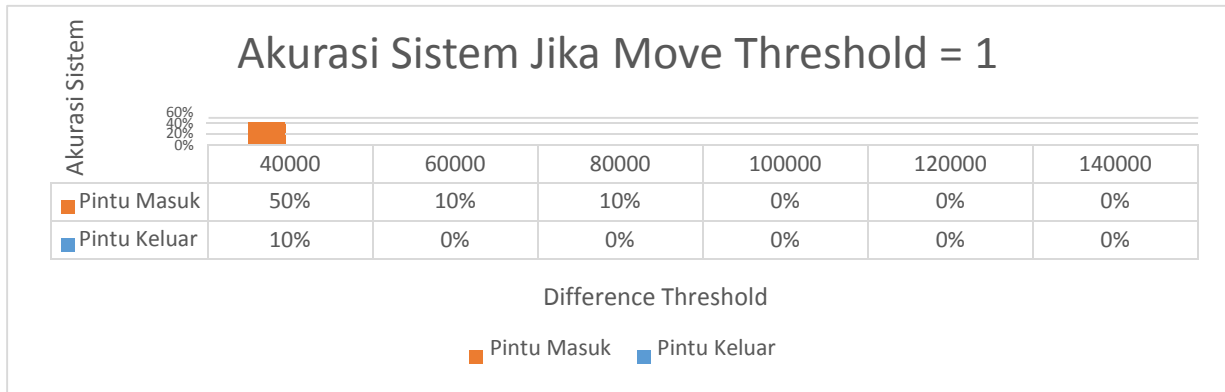 Akurasi Sistem Jika Move Threshold = 1
Akurasi Sistem
60%
40%
20%
0%
40000 60000 80000 100000 120000 140000
Pintu Masuk 50% 10% 10% 0% 0% 0%
Pintu Keluar 10% 0% 0% 0% 0% 0%
Difference Threshold
Pintu Masuk Pintu Keluar